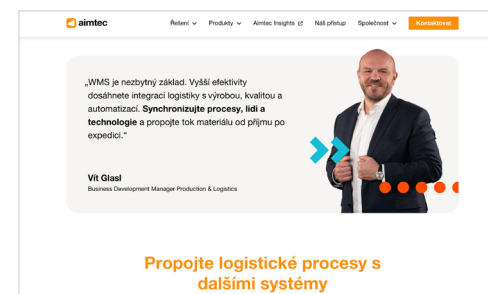 aimtec
Řešení Produkty Aimtec Insights Náš přístup Společnost Kontaktovat
„WMS je nezbytný základ. Vyšší efektivity
dosáhnete integrací logistiky s výrobou, kvalitou a
automatizací. Synchronizujte procesy, lidi a
technologie a propojte tok materiálu od příjmu po
expedici.“
Vít Glasl
Business Development Manager Production & Logistics
Propojte logistické procesy s
dalšími systémy